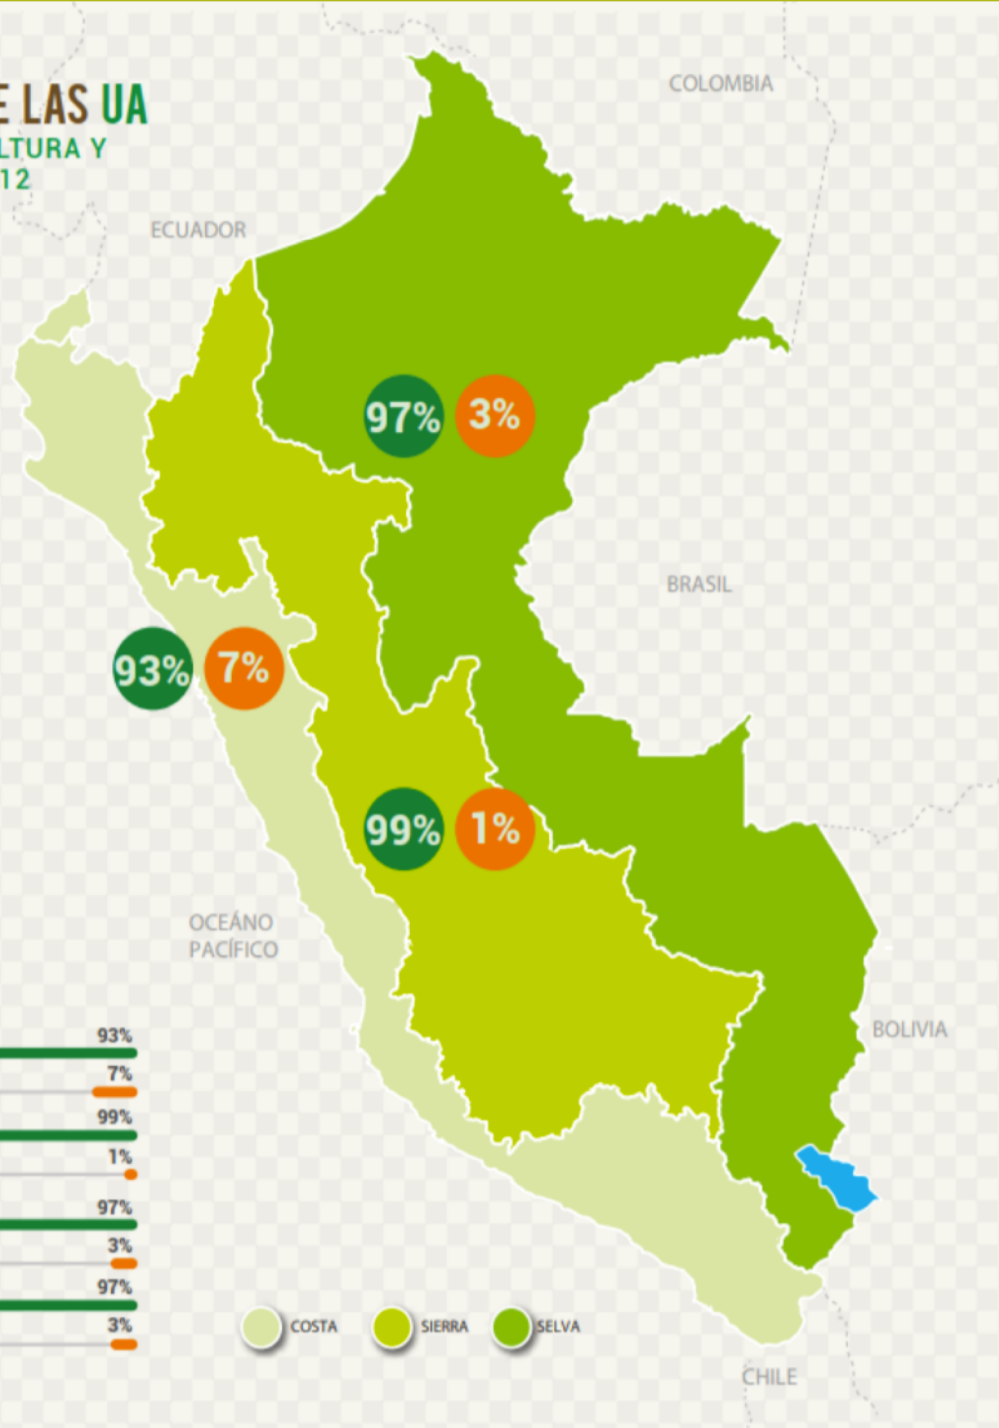 E LAS UA
LTURA Y
12
COLOMBIA
ECUADOR
97% 3%
BRASIL
93% 7%
99% 1%
OCEÁNO
PACÍFICO
BOLIVIA
93%
7%
99%
1%
97%
3%
97%
3%
COSTA SIERRA SELVA
CHILE